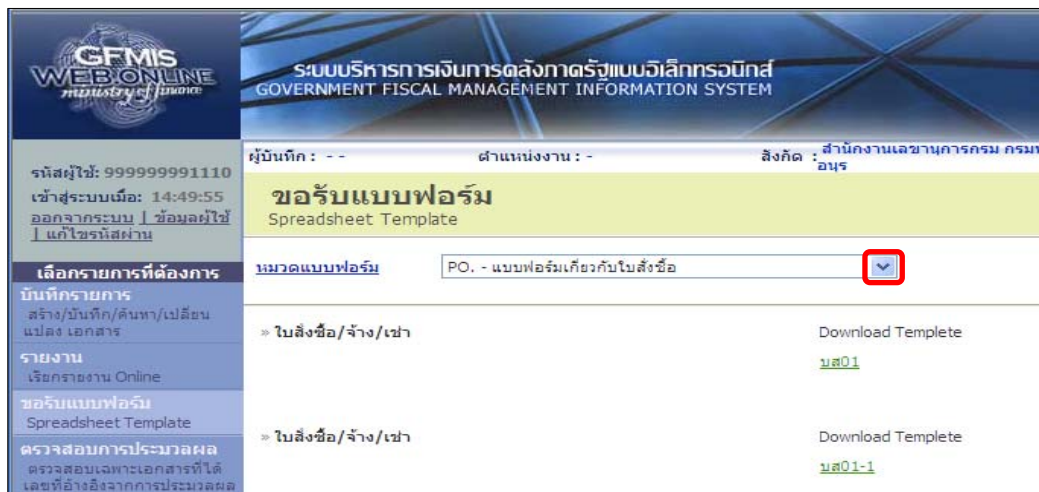 GFMIS
WEB ONLINE
ministry of finance
ระบบบริหารการเงินการคลังภาครัฐแบบอิเล็กทรอนิกส์
GOVERNMENT FISCAL MANAGEMENT INFORMATION SYSTEM
รหัสผู้ใช้: 999999991110
เข้าสู่ระบบเมื่อ: 14:49:55
ออกจากระบบ | ข้อมูลผู้ใช้
| แก้ไขรหัสผ่าน
เลือกรายการที่ต้องการ
บันทึกรายการ
สร้าง/บันทึก/ค้นหา/เปลี่ยน
แปลง เอกสาร
รายงาน
เรียกรายงาน Online
ขอรับแบบฟอร์ม
Spreadsheet Template
ตรวจสอบการประมวลผล
ตรวจสอบเฉพาะเอกสารที่ได้
เลขที่อ้างอิงจากการประมวลผล
ผู้บันทึก : - - ตำแหน่งงาน : - สังกัด : สำนักงานเลขานุการกรม
อนุร
ขอรับแบบฟอร์ม
Spreadsheet Template
หมวดแบบฟอร์ม PO. - แบบฟอร์มเกี่ยวกับใบสั่งซื้อ
» ใบสั่งซื้อ/จ้าง/เช่า Download Templete
บส01
» ใบสั่งซื้อ/จ้าง/เช่า Download Templete
บส01-1